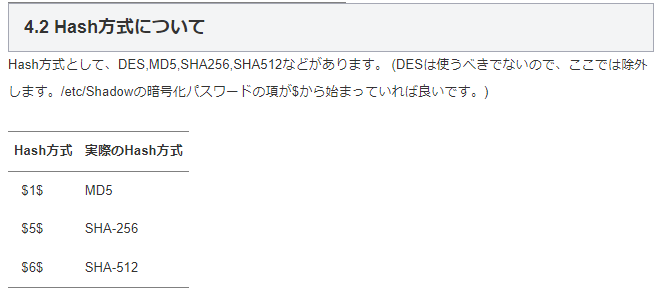 4.2 Hash方式について
Hash方式として、DES,MD5,SHA256,SHA512などがあります。 (DESは使うべきでないので、ここでは除外
します。/etc/Shadowの暗号化パスワードの項が$から始まっていれば良いです。)
Hash方式 実際のHash方式
$1$ MD5
$5$ SHA-256
$6$ SHA-512